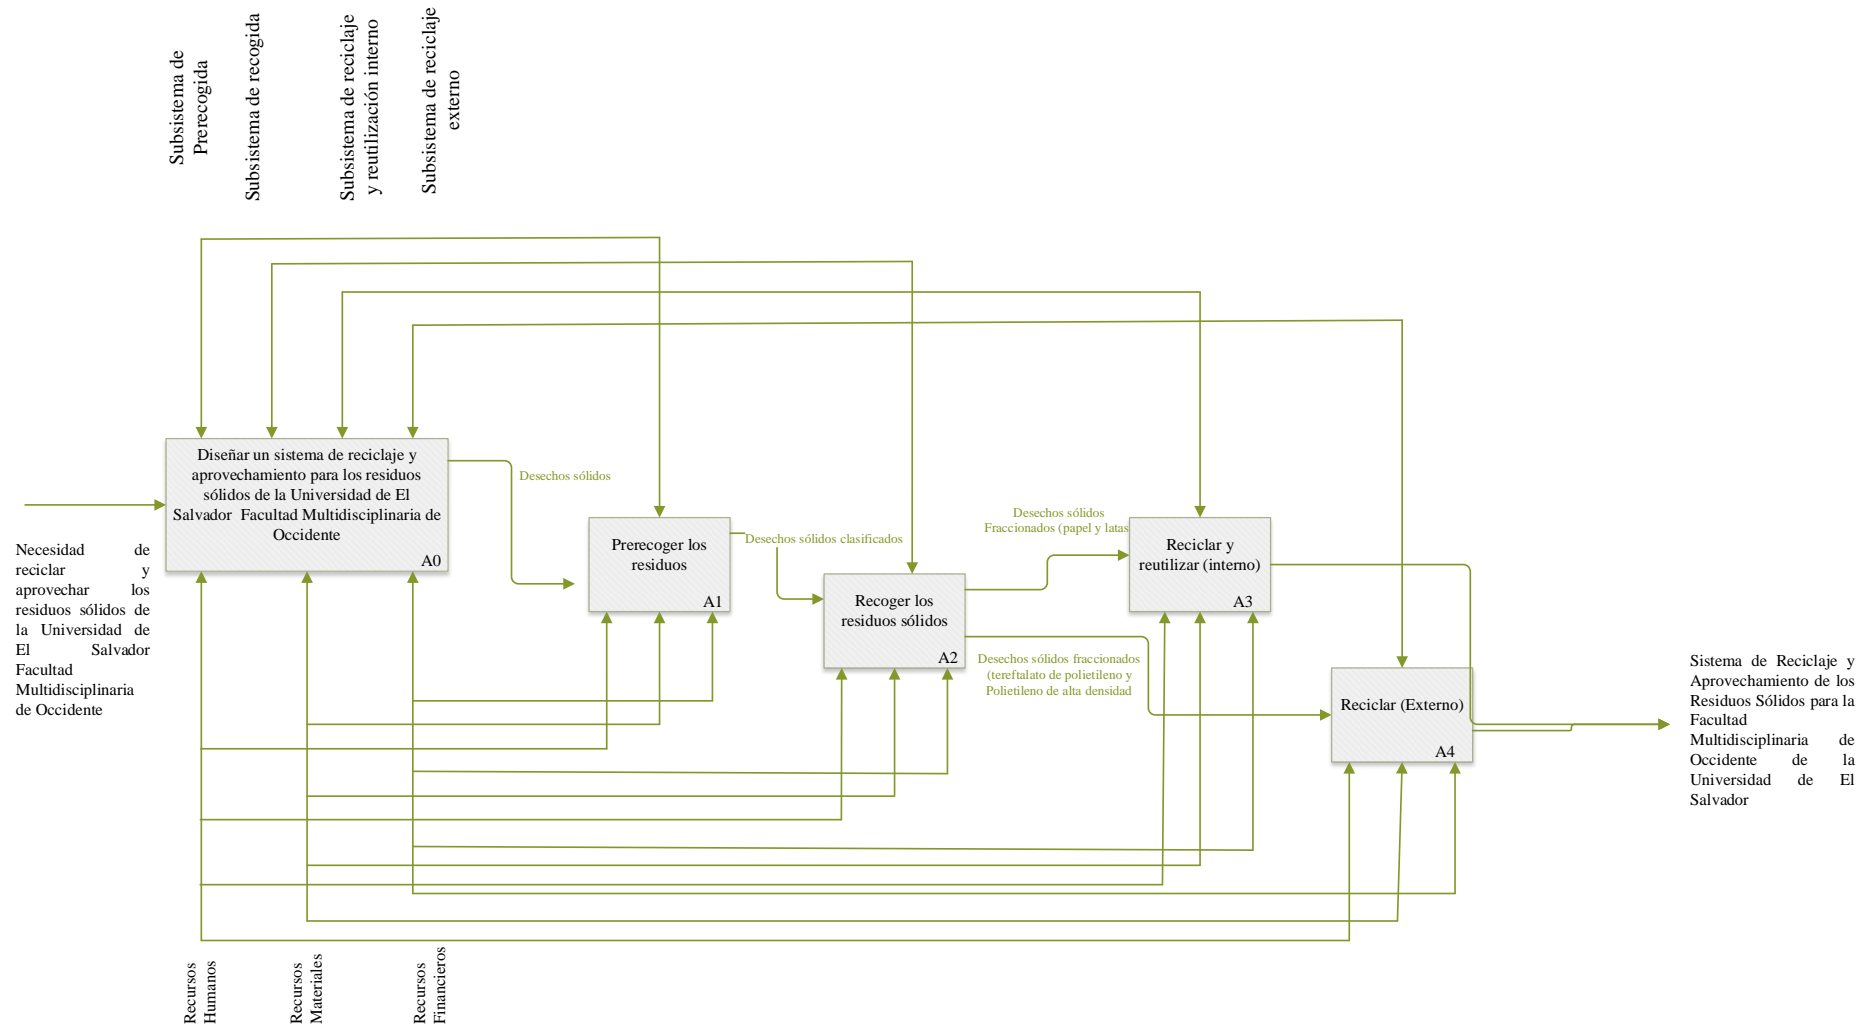 Subsistema de
Prerecogida
Subsistema de recogida
Subsistema de reciclaje
y reutilización interno
Subsistema de reciclaje
externo
Diseñar un sistema de reciclaje y
aprovechamiento para los residuos
sólidos de la Universidad de El
Salvador Facultad Multidisciplinaria de
Occidente
A0
Necesidad de
reciclar y
aprovechar los
residuos sólidos de
la Universidad de
El Salvador
Facultad
Multidisciplinaria
de Occidente
Desechos sólidos
Prerecoger los
residuos
A1
Desechos sólidos clasificados
Recoger los
residuos sólidos
A2
Desechos sólidos
Fraccionados (papel y latas
Reciclar y
reutilizar (interno)
A3
Desechos sólidos fraccionados
(tereftalato de polietileno y
Polietileno de alta densidad
Reciclar (Externo)
A4
Sistema de Reciclaje y
Aprovechamiento de los
Residuos Sólidos para la
Facultad
Multidisciplinaria de
Occidente de la
Universidad de El
Salvador
Recursos
Humanos
Recursos
Materiales
Recursos
Financieros